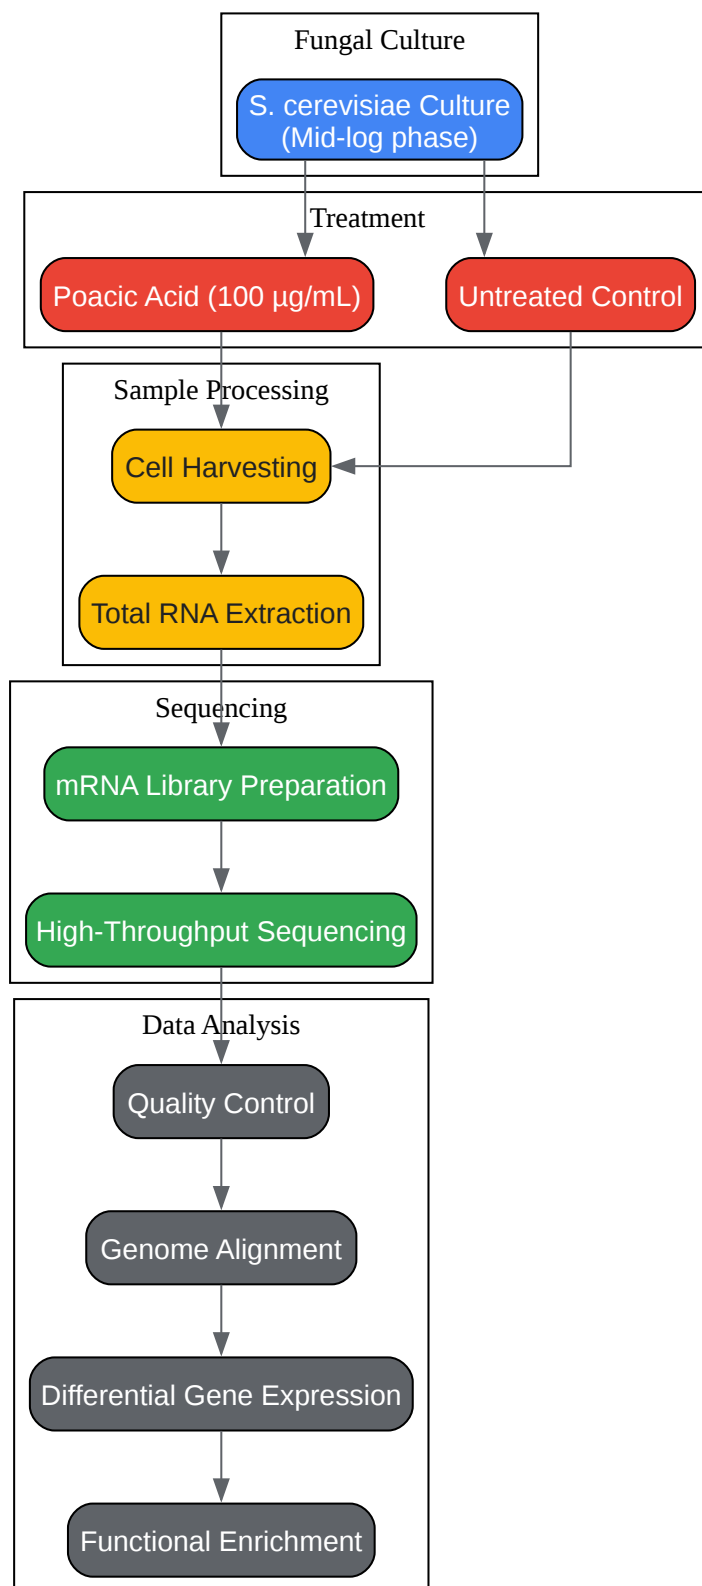 Fungal Culture
S. cerevisiae Culture
(Mid-log phase)
Treatment
Poacic Acid (100 µg/mL)
Untreated Control
Sample Processing
Cell Harvesting
Total RNA Extraction
Sequencing
mRNA Library Preparation
High-Throughput Sequencing
Data Analysis
Quality Control
Genome Alignment
Differential Gene Expression
Functional Enrichment